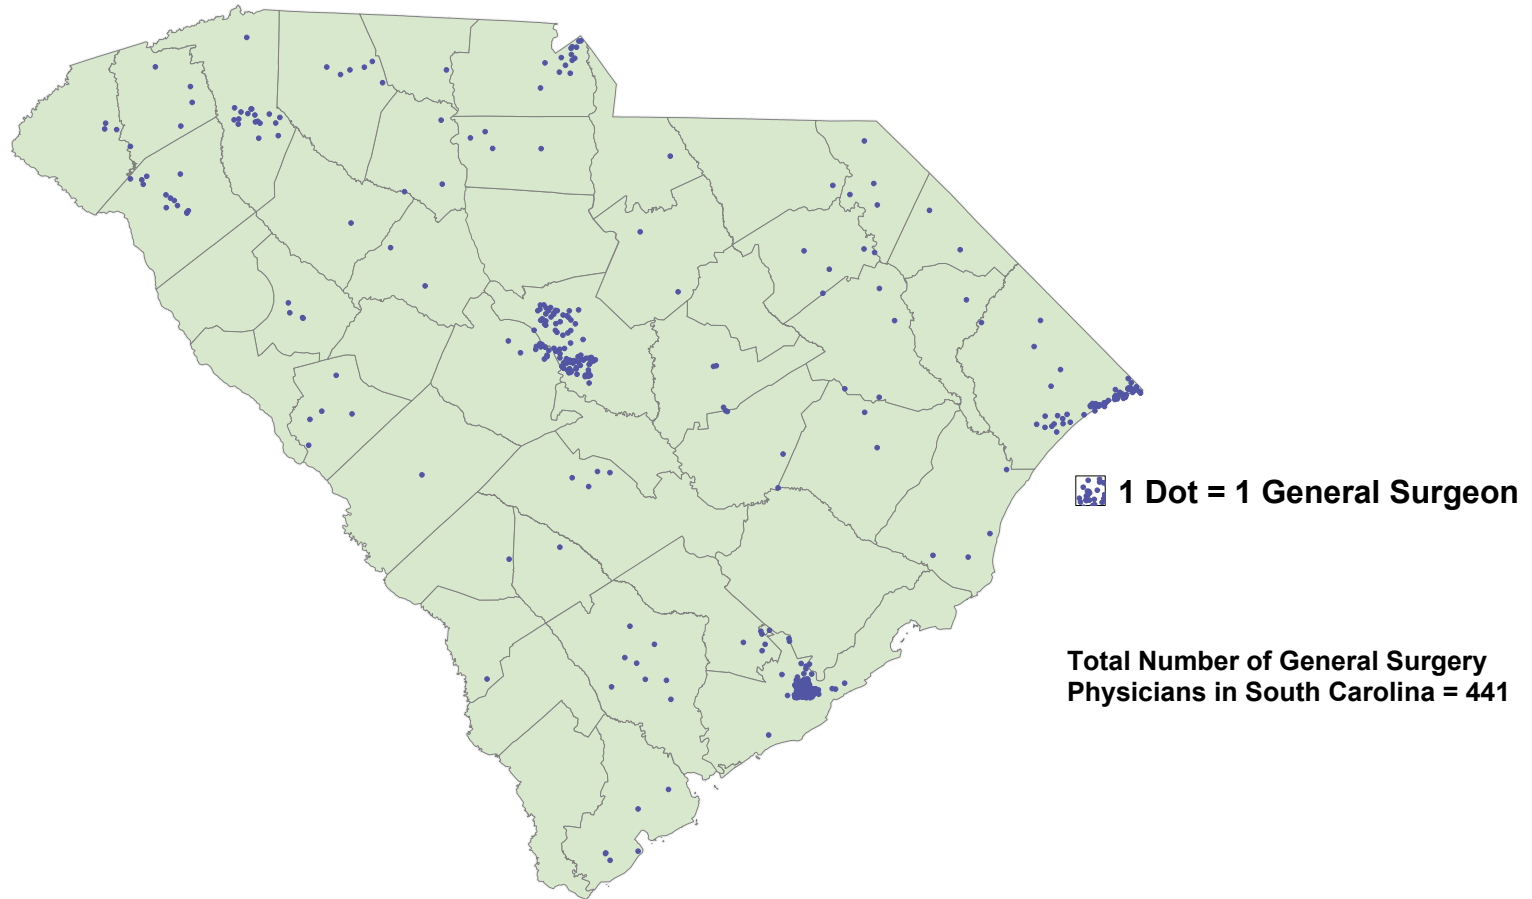 1 Dot = 1 General Surgeon
Total Number of General Surgery
Physicians in South Carolina = 441